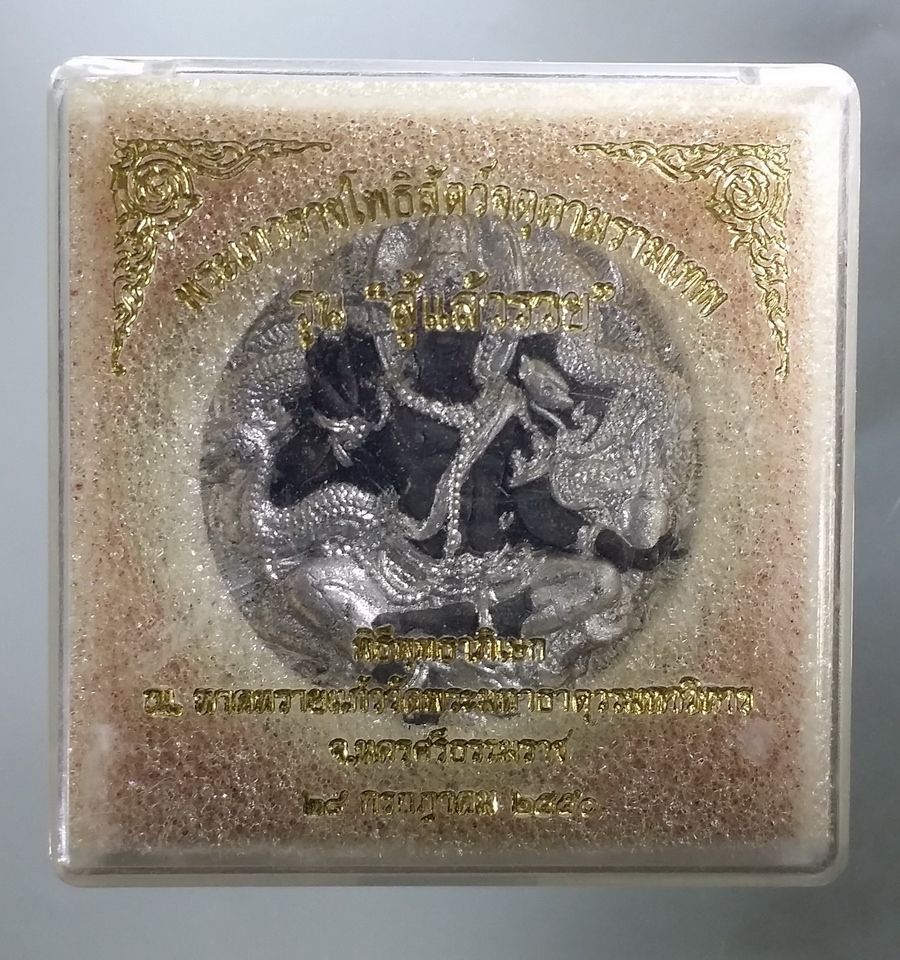 พระมหาราชโพธิสัตว์จตุคามรามเทพ
รุ่น “สู้แล้วรวย”
พิธีพุทธาภิเษก
ณ. หาดทรายแก้ววัดพระมหาธาตุวรมหาวิหาร
จ.นครศรีธรรมราช
๒๘ กรกฎาคม ๒๕๕๐